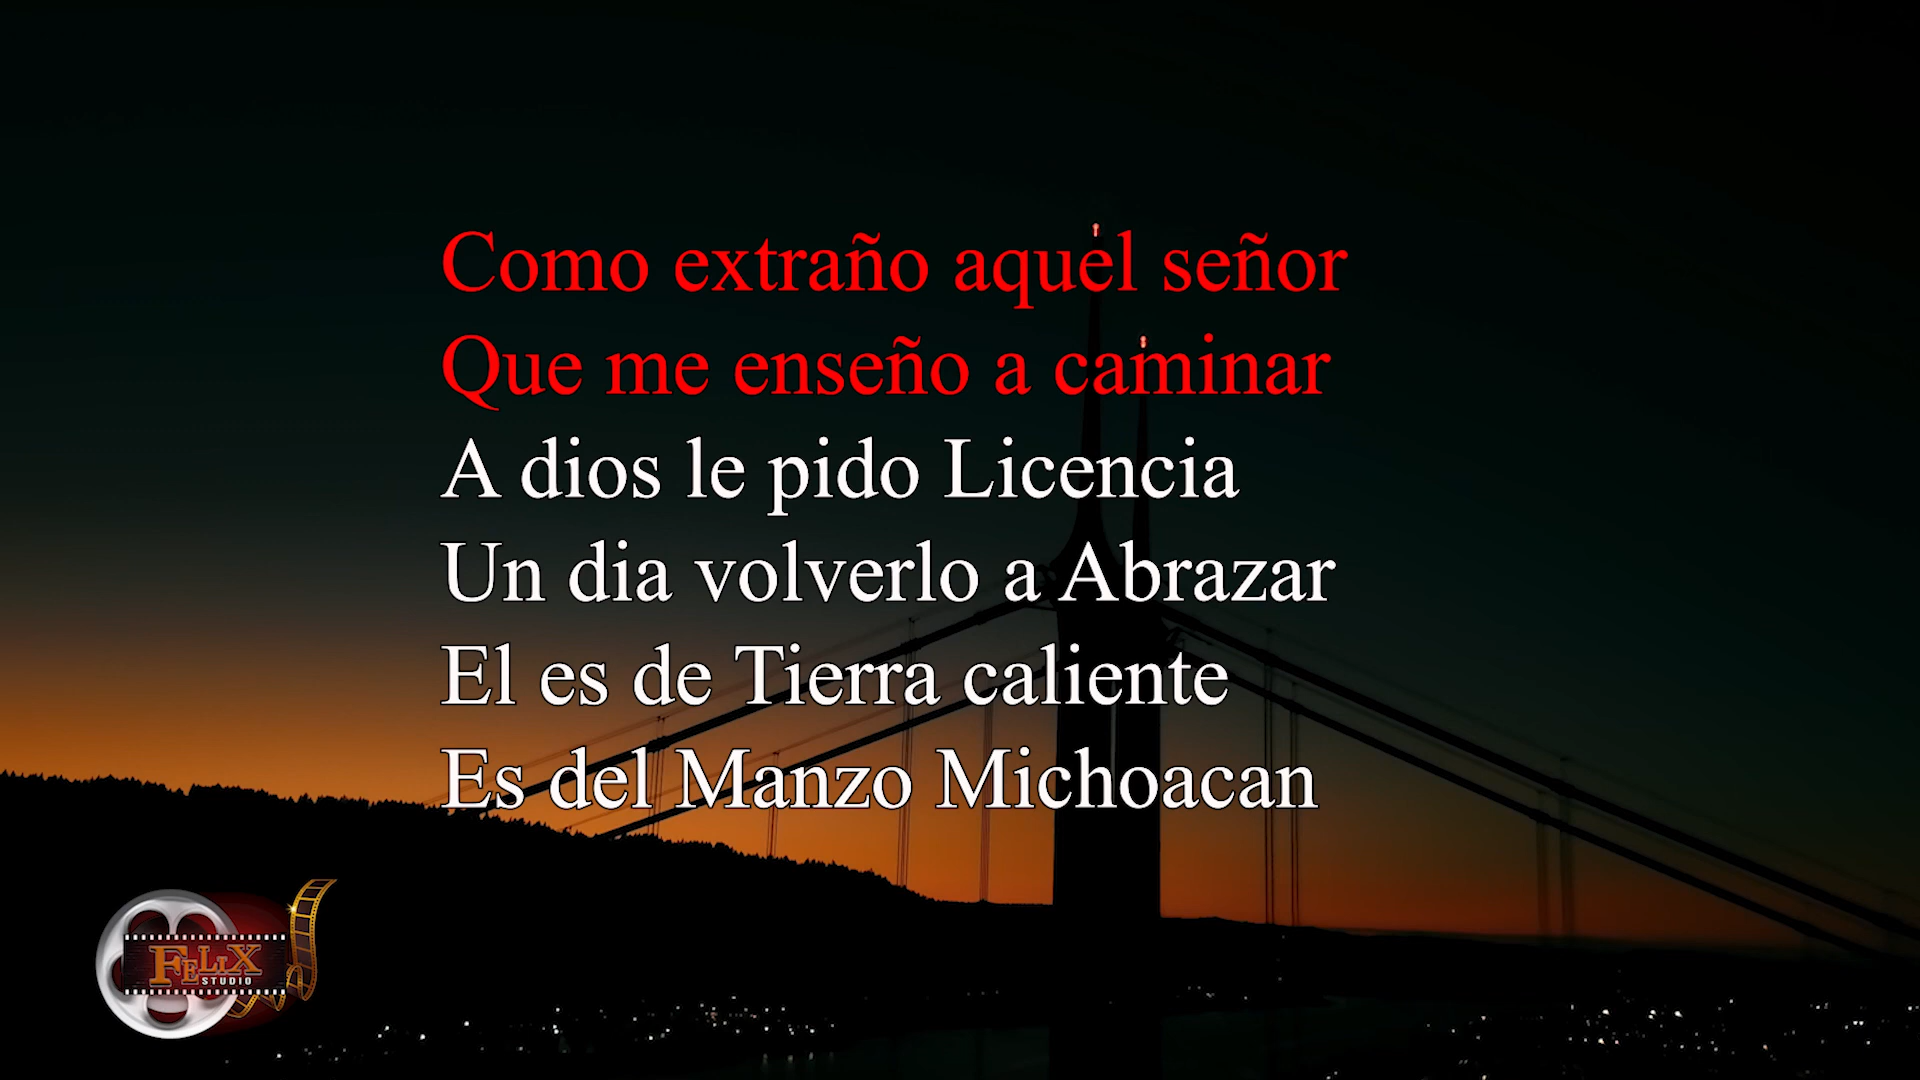 Como extraño aquel señor
Que me enseño a caminar
A dios le pido Licencia
Un dia volverlo a Abrazar
El es de Tierra caliente
Es del Manzo Michoacan
FELIX
STUDIO